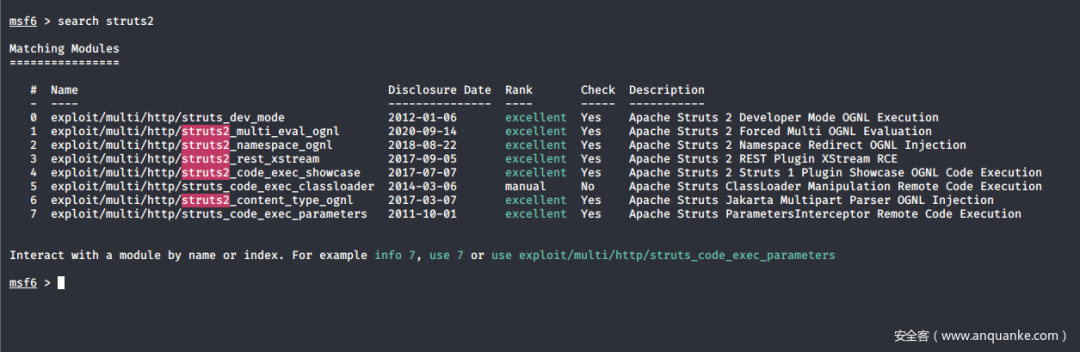 msf6 > search struts2
Matching Modules
================
#  Name                                              Disclosure Date  Rank       Check  Description
-  ----                                              ---------------  ----       -----  -----------
0  exploit/multi/http/struts_dev_mode                2012-01-06       excellent  Yes    Apache Struts 2 Developer Mode OGNL Execution
1  exploit/multi/http/struts2_multi_eval_ognl        2020-09-14       excellent  Yes    Apache Struts 2 Forced Multi OGNL Evaluation
2  exploit/multi/http/struts2_namespace_ognl         2018-08-22       excellent  Yes    Apache Struts 2 Namespace Redirect OGNL Injection
3  exploit/multi/http/struts2_rest_xstream           2017-09-05       excellent  Yes    Apache Struts 2 REST Plugin XStream RCE
4  exploit/multi/http/struts2_code_exec_showcase     2017-07-07       excellent  Yes    Apache Struts 2 Struts 1 Plugin Showcase OGNL Code Execution
5  exploit/multi/http/struts_code_exec_classloader   2014-03-06       manual     No     Apache Struts ClassLoader Manipulation Remote Code Execution
6  exploit/multi/http/struts2_content_type_ognl      2017-03-07       excellent  Yes    Apache Struts Jakarta Multipart Parser OGNL Injection
7  exploit/multi/http/struts_code_exec_parameters    2011-10-01       excellent  Yes    Apache Struts ParametersInterceptor Remote Code Execution
Interact with a module by name or index. For example info 7, use 7 or use exploit/multi/http/struts_code_exec_parameters
msf6 >
安全客（www.anquanke.com）